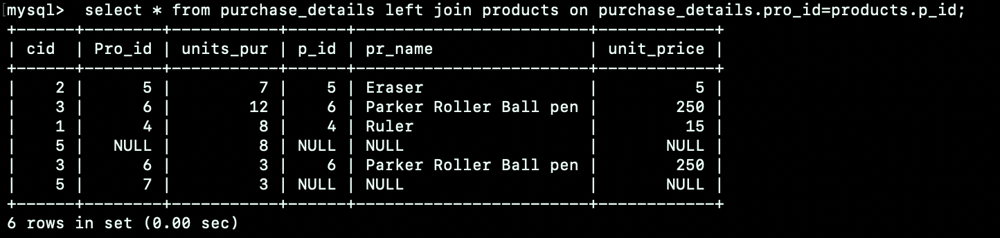 [mysql>  select * from purchase_details left join products on purchase_details.pro_id=products.p_id;
+------+--------+-----------+------+-----------------------+------------+
| cid  | Pro_id | units_pur | p_id | pr_name               | unit_price |
+------+--------+-----------+------+-----------------------+------------+
|    2 |      5 |         7 |    5 | Eraser                |          5 |
|    3 |      6 |        12 |    6 | Parker Roller Ball pen |        250 |
|    1 |      4 |         8 |    4 | Ruler                 |         15 |
|    5 |   NULL |         8 | NULL | NULL                  |       NULL |
|    3 |      6 |         3 |    6 | Parker Roller Ball pen |        250 |
|    5 |      7 |         3 | NULL | NULL                  |       NULL |
+------+--------+-----------+------+-----------------------+------------+
6 rows in set (0.00 sec)